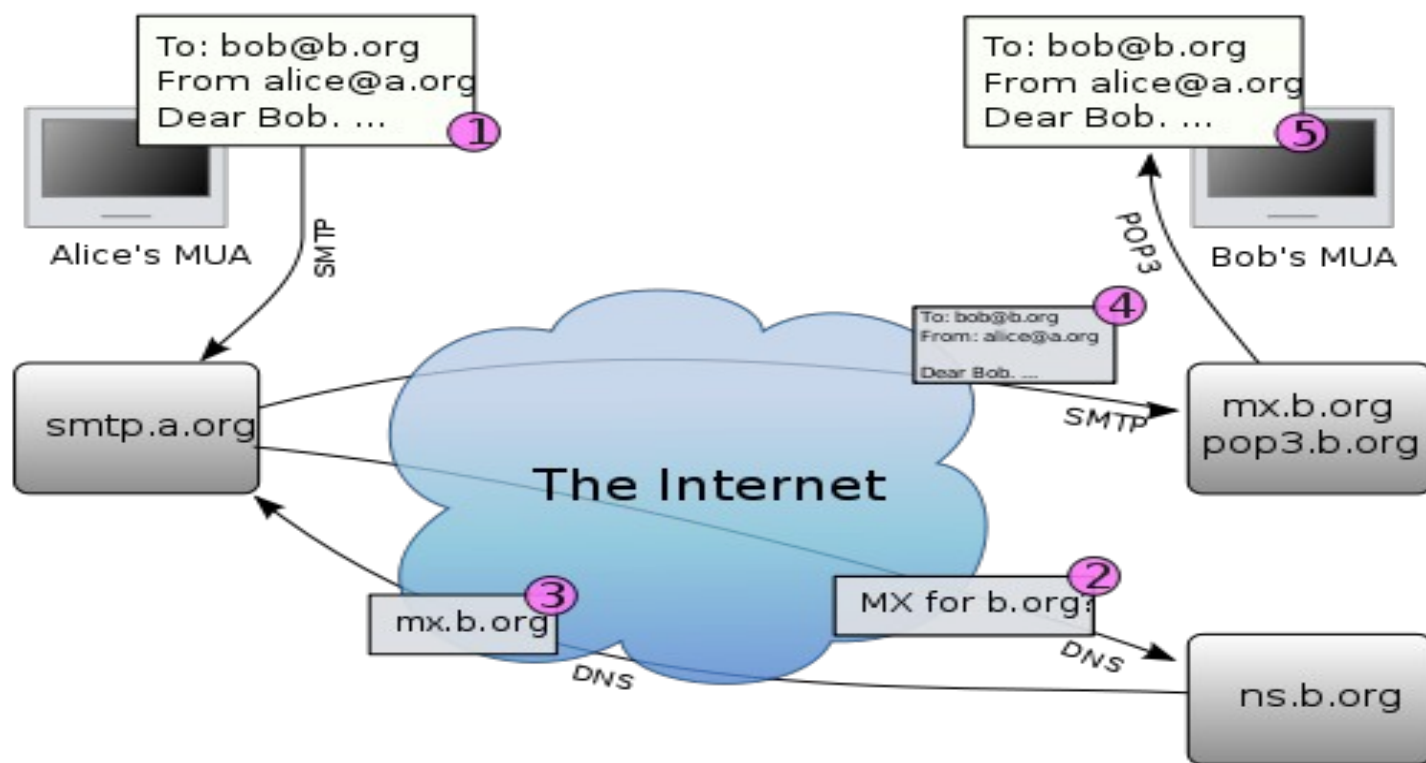 To: bob@b.org
From alice@a.org
Dear Bob. ...
1
Alice's MUA
SMTP
To: bob@b.org
From alice@a.org
Dear Bob. ...
5
Bob's MUA
POP3
To: bob@b.org
From: alice@a.org
Dear Bob. ...
4
SMTP
smtp.a.org
mx.b.org
pop3.b.org
The Internet
MX for b.org?
2
DNS
mx.b.org
3
DNS
ns.b.org